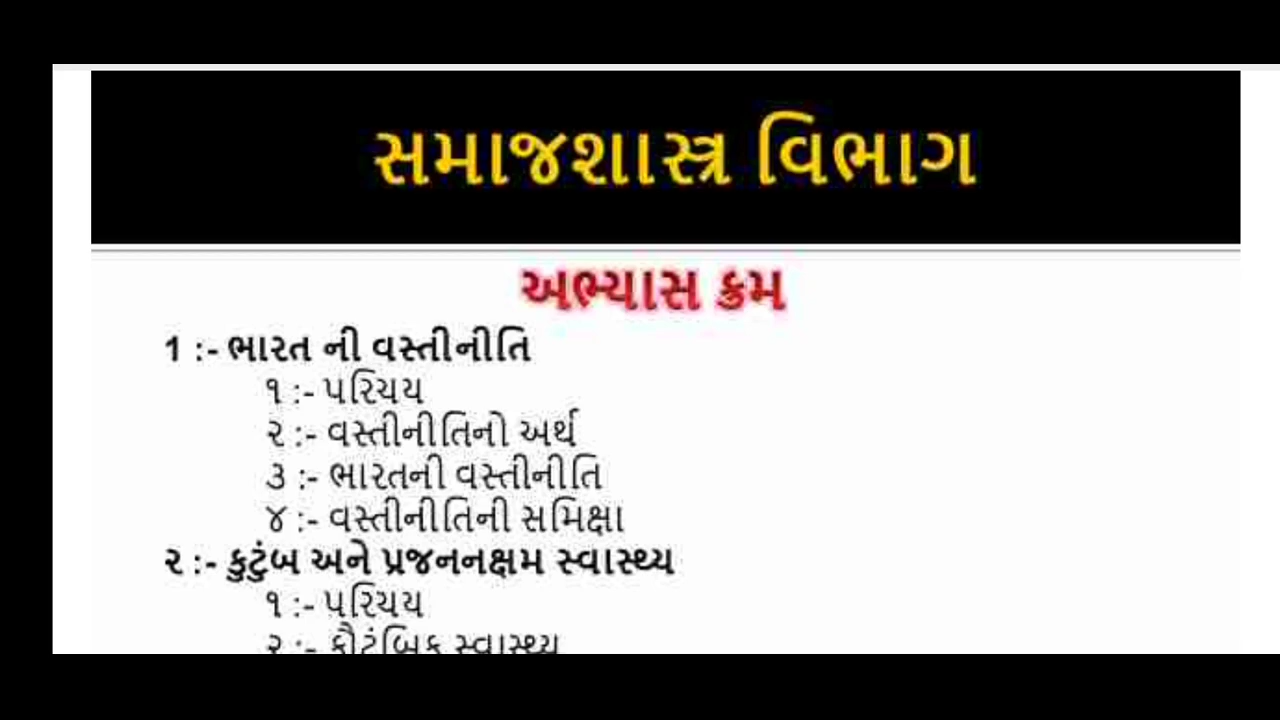 સમાજશાસ્ત્ર વિભાગ
અભ્યાસ ક્રમ
1 :- ભારત ની વસ્તીનીતિ
૧ :- પરિચય
૨ :- વસ્તીનીતિનો અર્થ
૩ :- ભારતની વસ્તીનીતિ
૪ :- વસ્તીનીતિની સમિક્ષા
૨ :- કુટુંબ અને પ્રજનનક્ષમ સ્વાસ્થ્ય
૧ :- પરિચય
૨ :- કૌટુંબિક સ્વાસ્થ્ય